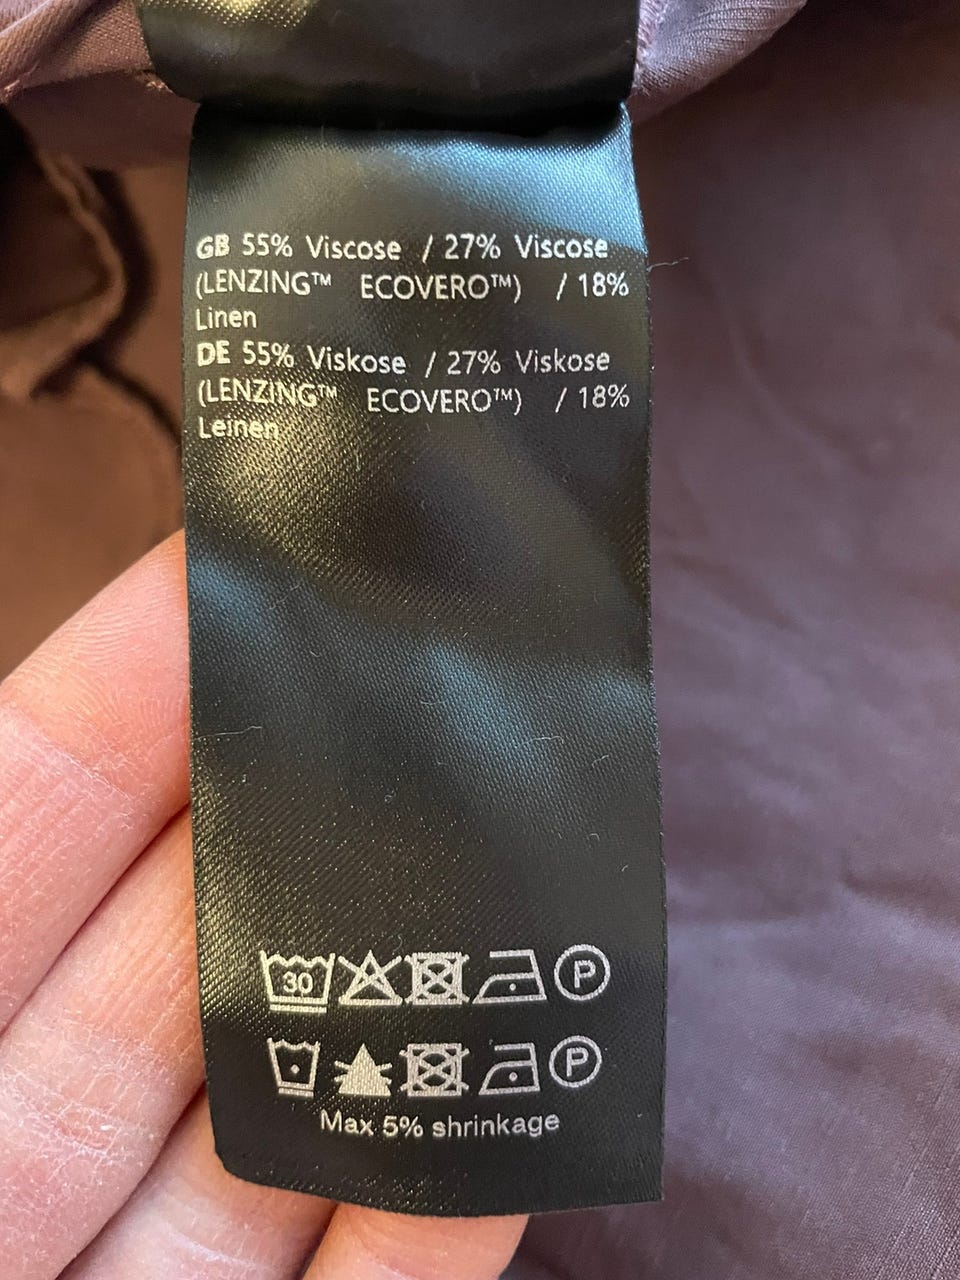 GB 55% Viscose / 27% Viscose
(LENZING™ ECOVERO™) / 18%
Linen
DE 55% Viskose / 27% Viskose
(LENZING™ ECOVERO™) / 18%
Leinen
30 P
P
Max 5% shrinkage